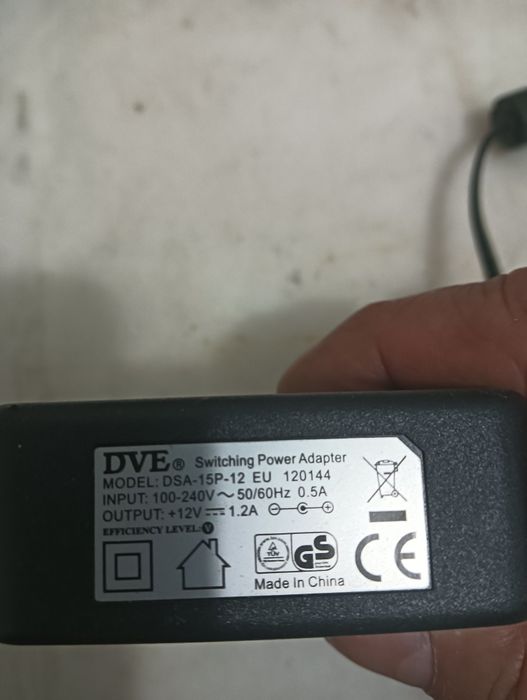 DVE® Switching Power Adapter
MODEL: DSA-15P-12 EU 120144
INPUT: 100-240V~50/60Hz 0.5A
OUTPUT: +12V⎓1.2A
EFFICIENCY LEVEL: V
TÜV GS CE
Made In China